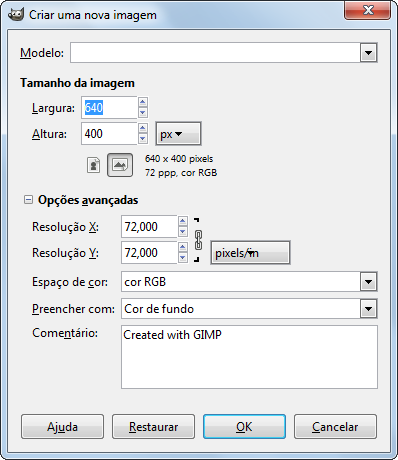 Criar uma nova imagem
Modelo:
Tamanho da imagem
Largura: 640
Altura: 400 px
640 x 400 pixels
72 ppp, cor RGB
Opções avançadas
Resolução X: 72,000
Resolução Y: 72,000 pixels/in
Espaço de cor: cor RGB
Preencher com: Cor de fundo
Comentário: Created with GIMP
Ajuda Restaurar OK Cancelar